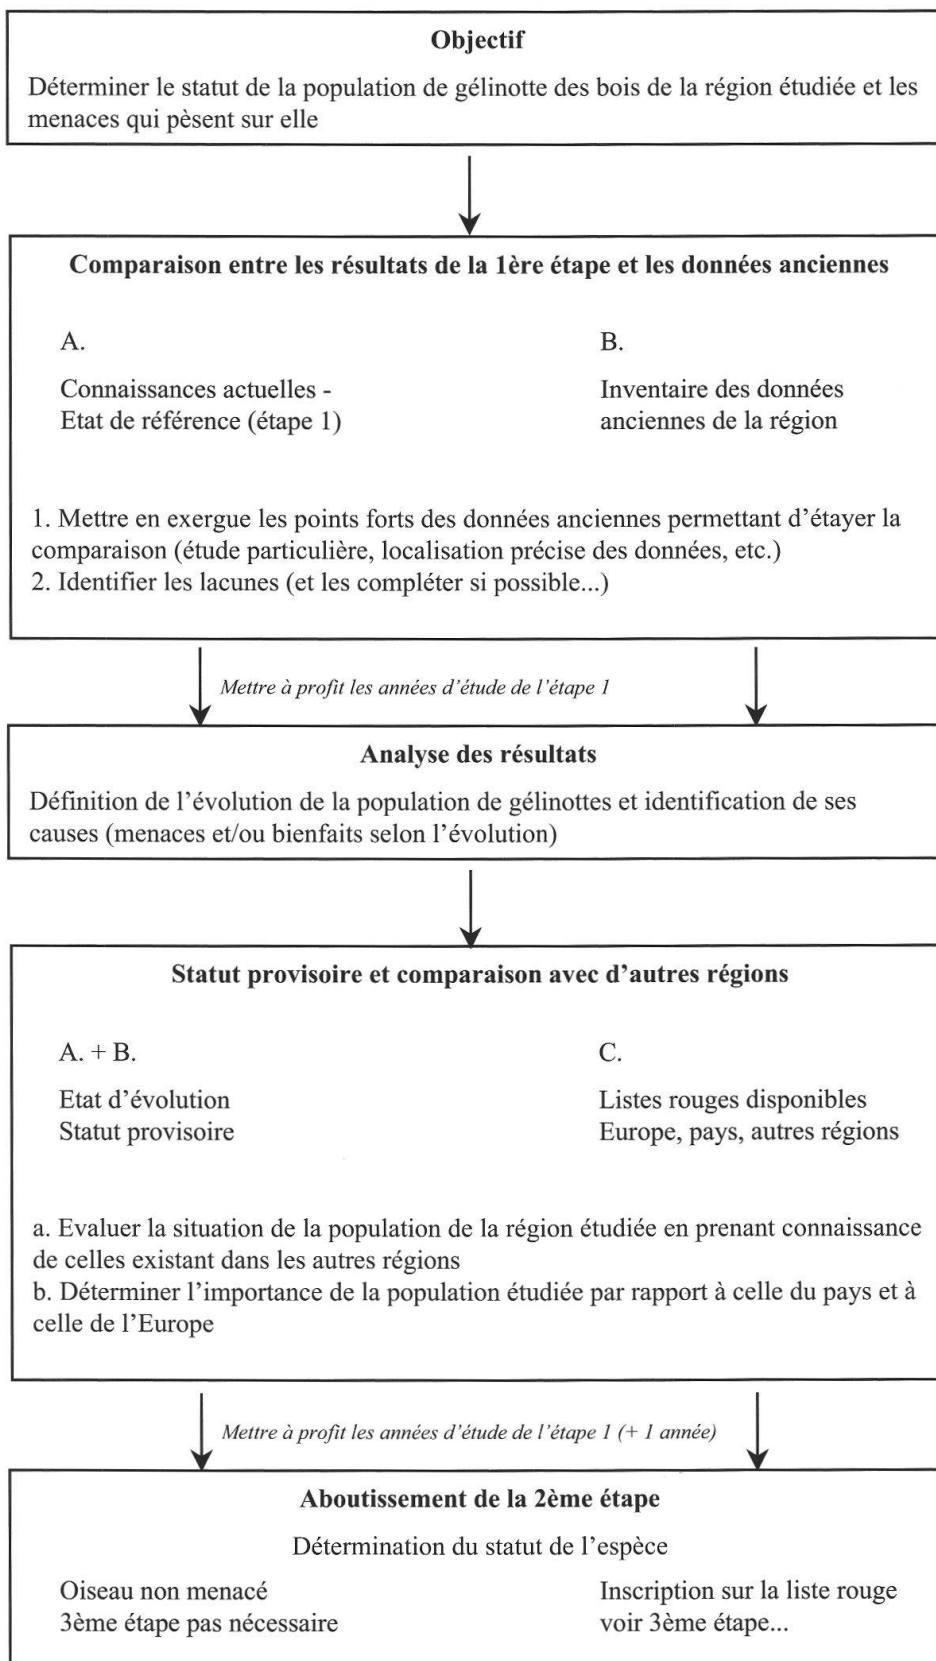 Objectif
Déterminer le statut de la population de gélinotte des bois de la région étudiée et les
menaces qui pèsent sur elle
Comparaison entre les résultats de la 1ère étape et les données anciennes
A.
Connaissances actuelles -
Etat de référence (étape 1)
B.
Inventaire des données
anciennes de la région
1. Mettre en exergue les points forts des données anciennes permettant d'étayer la
comparaison (étude particulière, localisation précise des données, etc.)
2. Identifier les lacunes (et les compléter si possible...)
Mettre à profit les années d'étude de l'étape 1
Analyse des résultats
Définition de l'évolution de la population de gélinottes et identification de ses
causes (menaces et/ou bienfaits selon l'évolution)
Statut provisoire et comparaison avec d'autres régions
A. + B.
Etat d'évolution
Statut provisoire
C.
Listes rouges disponibles
Europe, pays, autres régions
a. Evaluer la situation de la population de la région étudiée en prenant connaissance
de celles existant dans les autres régions
b. Déterminer l'importance de la population étudiée par rapport à celle du pays et à
celle de l'Europe
Mettre à profit les années d'étude de l'étape 1 (+ 1 année)
Aboutissement de la 2ème étape
Détermination du statut de l'espèce
Oiseau non menacé
3ème étape pas nécessaire
Inscription sur la liste rouge
voir 3ème étape...